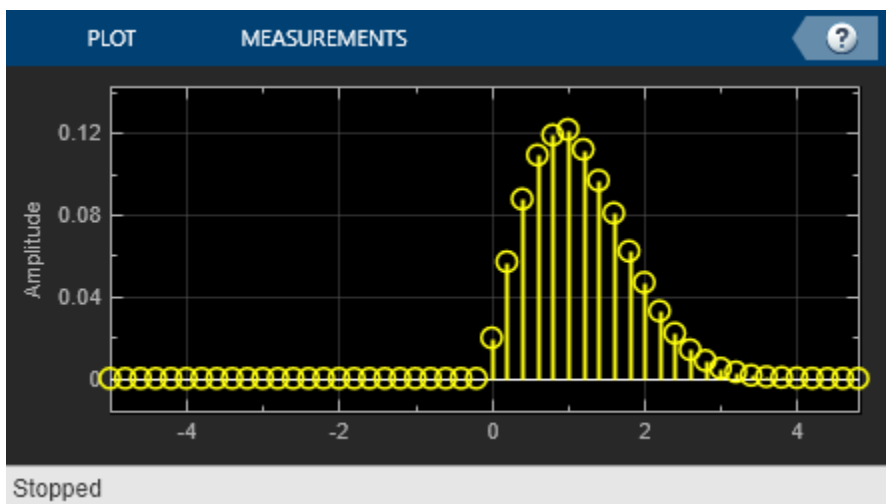 PLOT MEASUREMENTS ?
0.12
0.08
0.04
0
Amplitude
-4 -2 0 2 4
Stopped